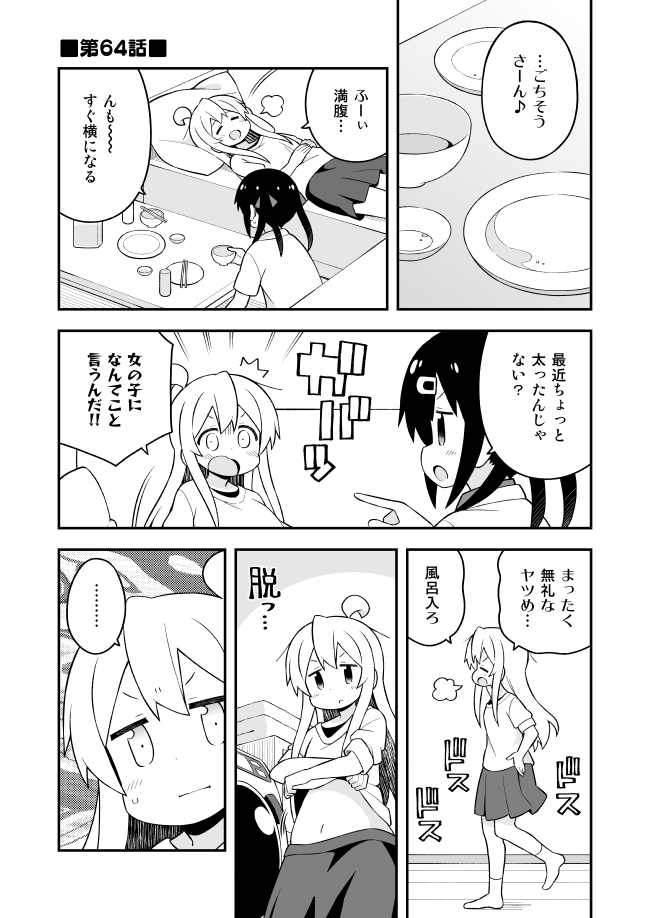 ■第64話■
…ごちそう
さーん♪
ふーぃ
満腹…
んも～～
すぐ横になる
最近ちょっと
太ったんじゃ
ない？
ガバッ
女の子に
なんてこと
言うんだ!!
まったく
無礼な
ヤツめ…
風呂入ろ
ドス
ドス
ドス
脱っ…
………